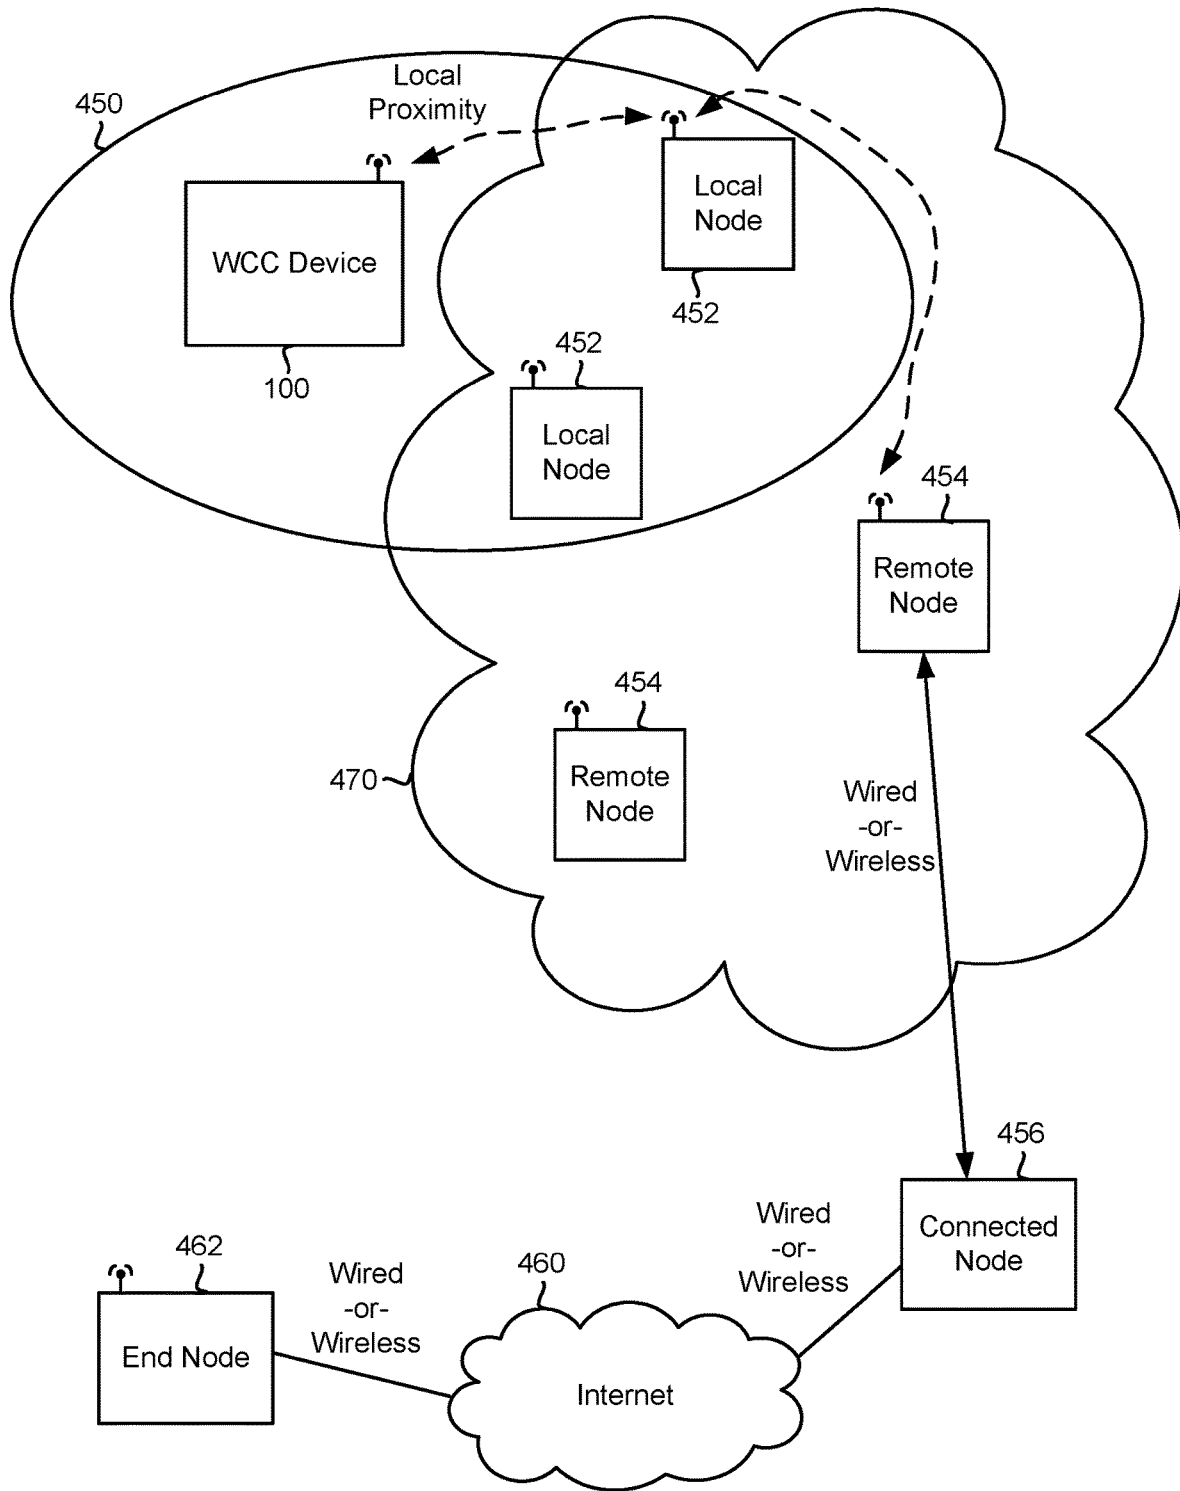 450
Local
Proximity
WCC Device
100
Local
Node
452
452
Local
Node
454
Remote
Node
454
Remote
Node
470
Wired
-or-
Wireless
456
Connected
Node
Wired
-or-
Wireless
460
Internet
Wired
-or-
Wireless
462
End Node